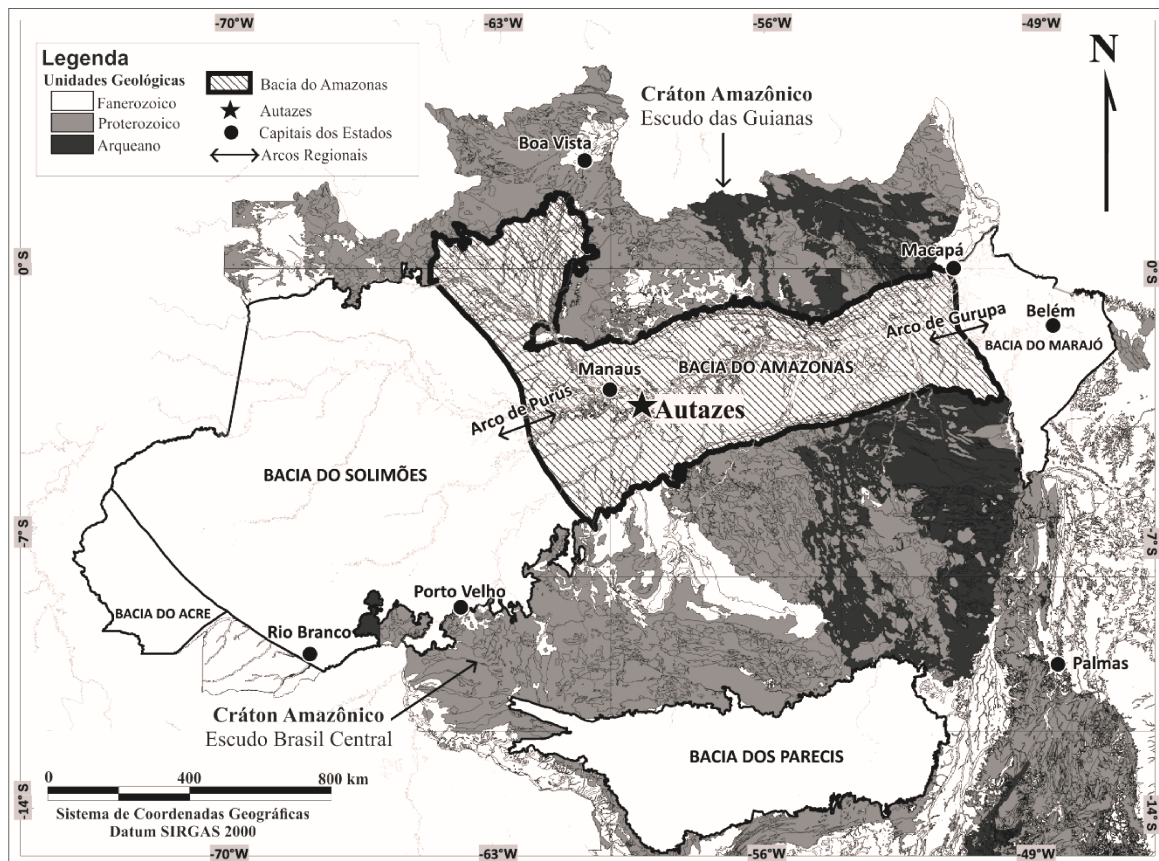 -70°W
-63°W
-56°W
-49°W
Legenda
Unidades Geológicas
Fanerozoico
Proterozoico
Arqueano
Bacia do Amazonas
Autazes
Capitais dos Estados
Arcos Regionais
N
Cráton Amazônico
Escudo das Guianas
Boa Vista
Macapá
0° S
0° S
Arco de Gurupa
Belém
BACIA DO MARAJÓ
BACIA DO AMAZONAS
Manaus
Autazes
Arco de Purus
BACIA DO SOLIMÕES
-7° S
-7° S
Porto Velho
BACIA DO ACRE
Rio Branco
Palmas
Cráton Amazônico
Escudo Brasil Central
BACIA DOS PARECIS
0
400
800 km
Sistema de Coordenadas Geográficas
Datum SIRGAS 2000
-14° S
-14° S
-70°W
-63°W
-56°W
-49°W